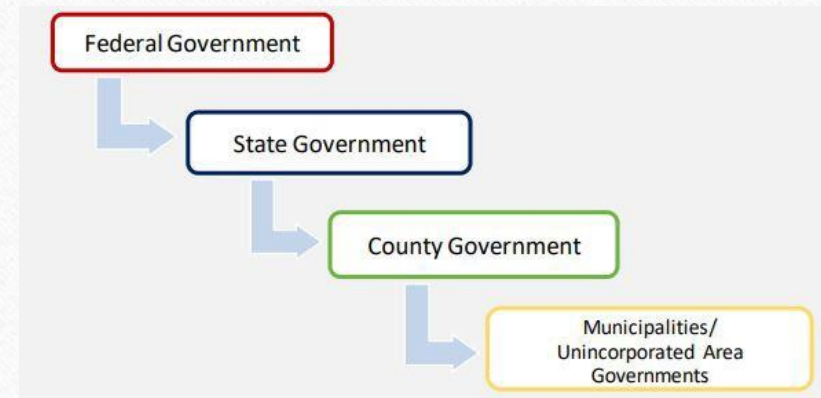 Federal Government
State Government
County Government
Municipalities/
Unincorporated Area
Governments